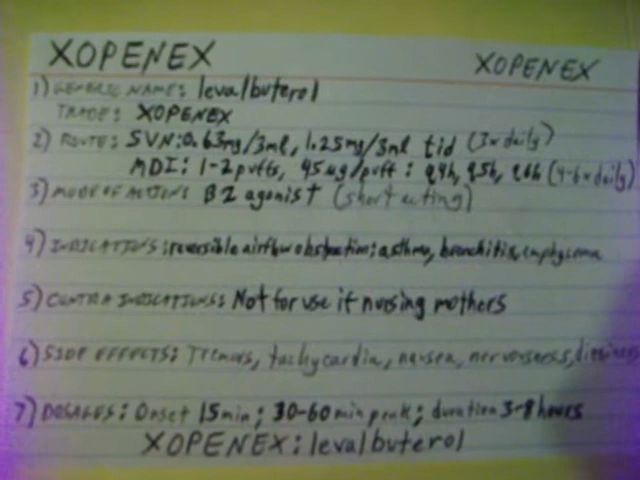 XOPENEX XOPENEX
1) GENERIC NAME: levalbuterol
TRADE: XOPENEX
2) ROUTE: SVN: 0.63mg/3ml, 1.25mg/3ml tid (3x daily)
MDI: 1-2 puffs, 45ug/puff: q4h, q5h, q6h (4-6x daily)
3) MODE OF ACTION: B2 agonist (short acting)
4) INDICATIONS: reversible airflow obstruction: asthma, bronchitis, emphysema
5) CONTRAINDICATIONS: Not for use if nursing mothers
6) SIDE EFFECTS: Tremors, tachycardia, nausea, nervousness,
7) DOSAGES: Onset 15min; 30-60 min peak; duration 3-8 hours
XOPENEX: levalbuterol